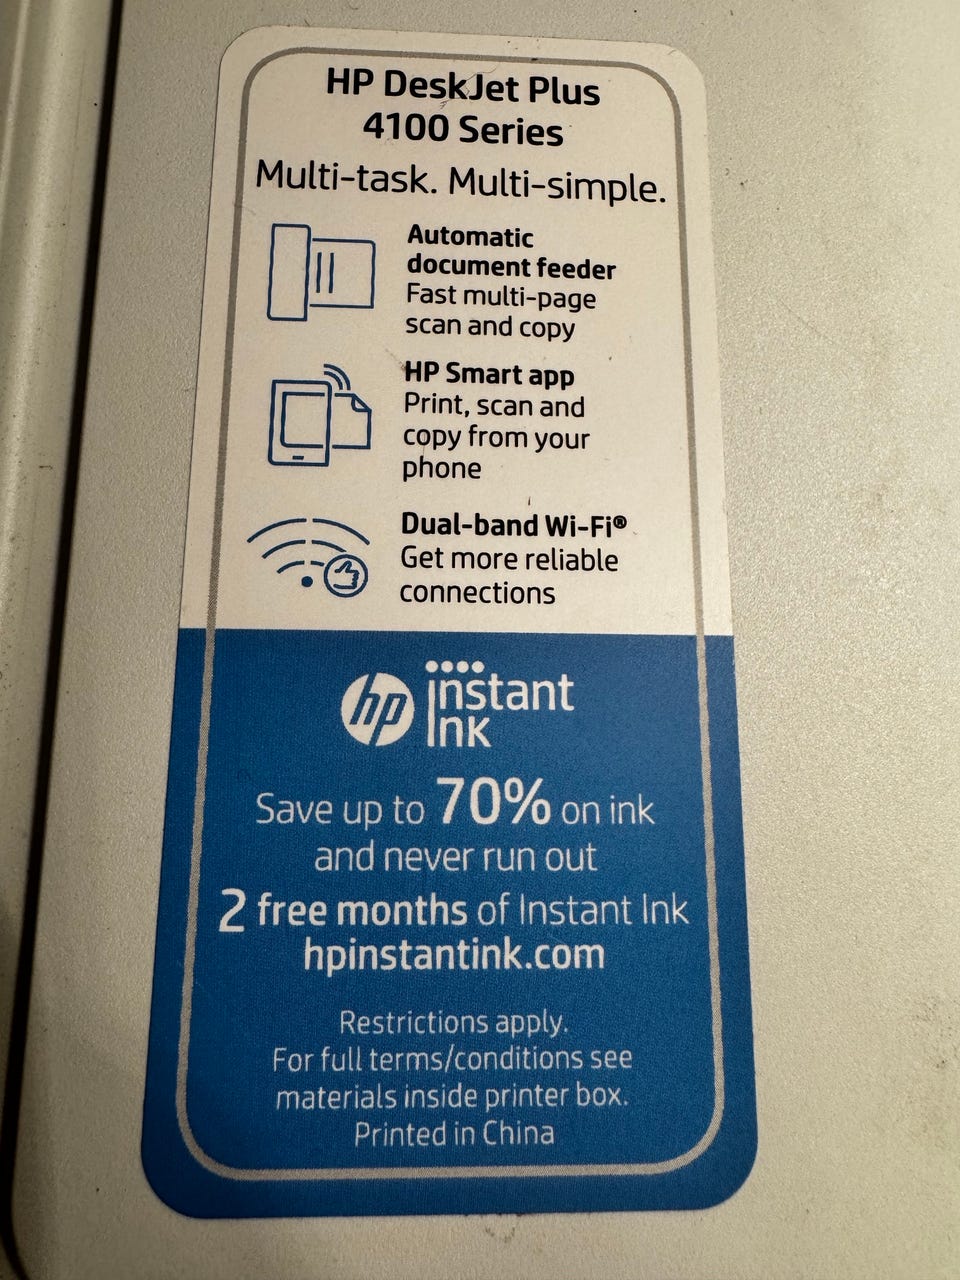 HP DeskJet Plus
4100 Series
Multi-task. Multi-simple.
Automatic
document feeder
Fast multi-page
scan and copy
HP Smart app
Print, scan and
copy from your
phone
Dual-band Wi-Fi®
Get more reliable
connections
hp instant
ink
Save up to 70% on ink
and never run out
2 free months of Instant Ink
hpinstantink.com
Restrictions apply.
For full terms/conditions see
materials inside printer box.
Printed in China